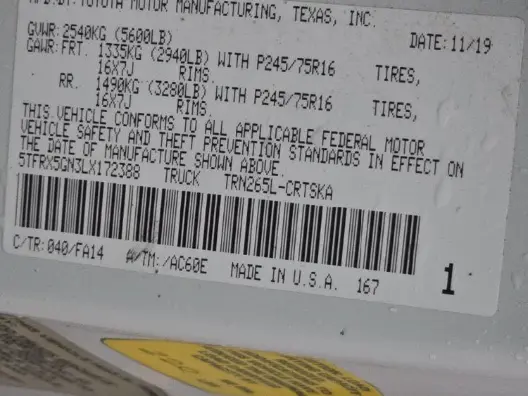 MFD.BY:TOYOTA MOTOR MANUFACTURING, TEXAS, INC.
GVWR:2540KG (5600LB) DATE:11/19
GAWR:FRT. 1335KG (2940LB) WITH P245/75R16 TIRES,
16X7J RIMS,
RR. 1490KG (3280LB) WITH P245/75R16 TIRES,
16X7J RIMS,
THIS VEHICLE CONFORMS TO ALL APPLICABLE FEDERAL MOTOR
VEHICLE SAFETY AND THEFT PREVENTION STANDARDS IN EFFECT ON
THE DATE OF MANUFACTURE SHOWN ABOVE.
5TFRX5GN3LX172388 TRUCK TRN265L-CRTSKA
C/TR:040/FA14 A/TM:/AC60E MADE IN U.S.A. 167 1